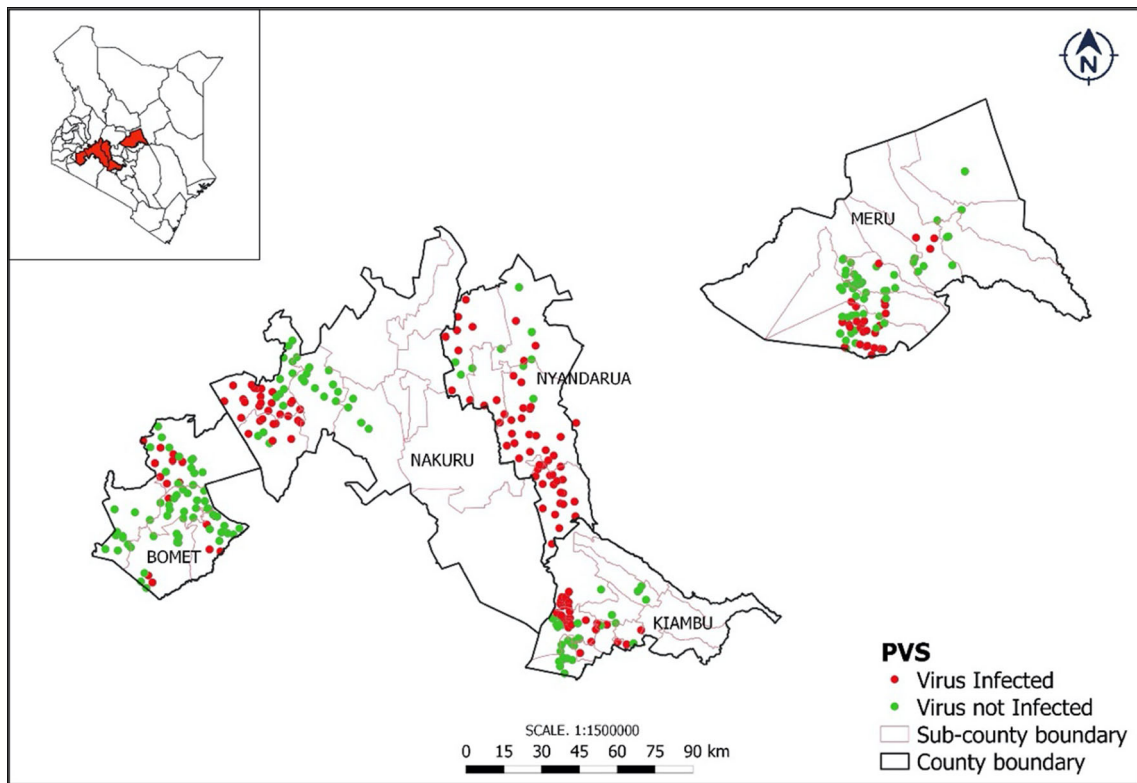 N
MERU
NYANDARUA
NAKURU
BOMET
KIAMBU
PVS
Virus Infected
Virus not Infected
Sub-county boundary
County boundary
SCALE. 1:1500000
0 15 30 45 60 75 90 km